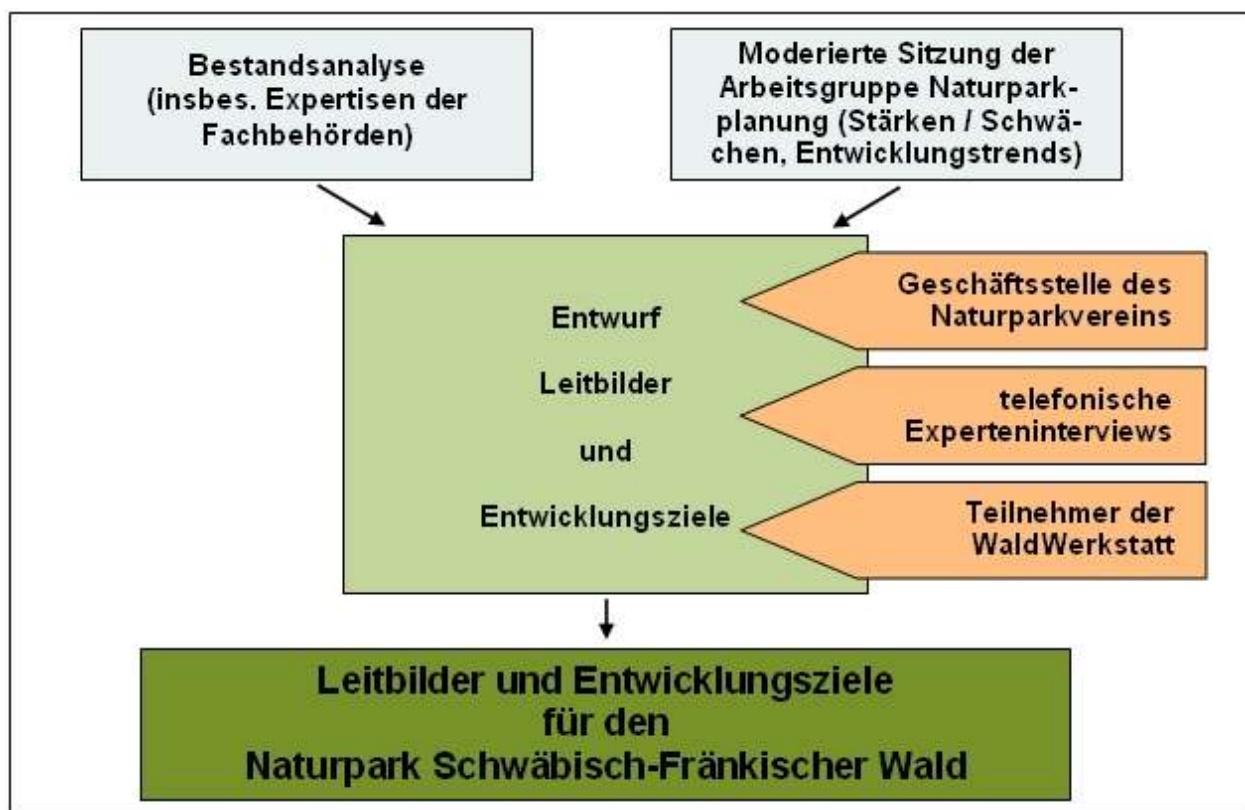 Bestandsanalyse
(insbes. Expertisen der
Fachbehörden)
Moderierte Sitzung der
Arbeitsgruppe Naturpark-
planung (Stärken / Schwä-
chen, Entwicklungstrends)
Entwurf
Leitbilder
und
Entwicklungsziele
Geschäftsstelle des
Naturparkvereins
telefonische
Experteninterviews
Teilnehmer der
WaldWerkstatt
Leitbilder und Entwicklungsziele
für den
Naturpark Schwäbisch-Fränkischer Wald